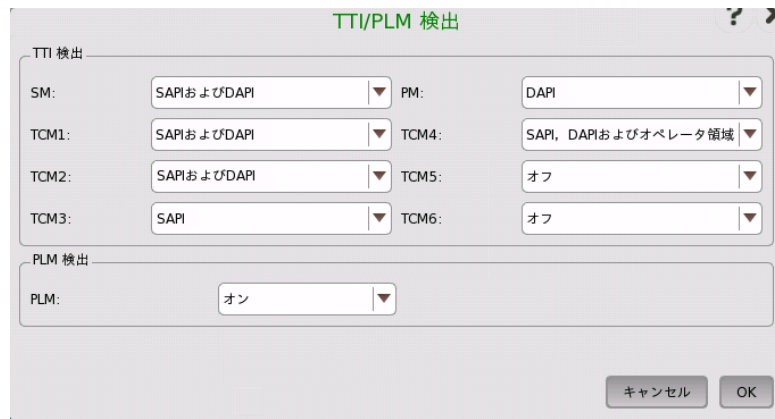 TTI/PLM 検出
?
TTI 検出
SM: SAPIおよびDAPI PM: DAPI
TCM1: SAPIおよびDAPI TCM4: SAPI, DAPIおよびオペレータ領域
TCM2: SAPIおよびDAPI TCM5: オフ
TCM3: SAPI TCM6: オフ
PLM 検出
PLM: オン
キャンセル OK